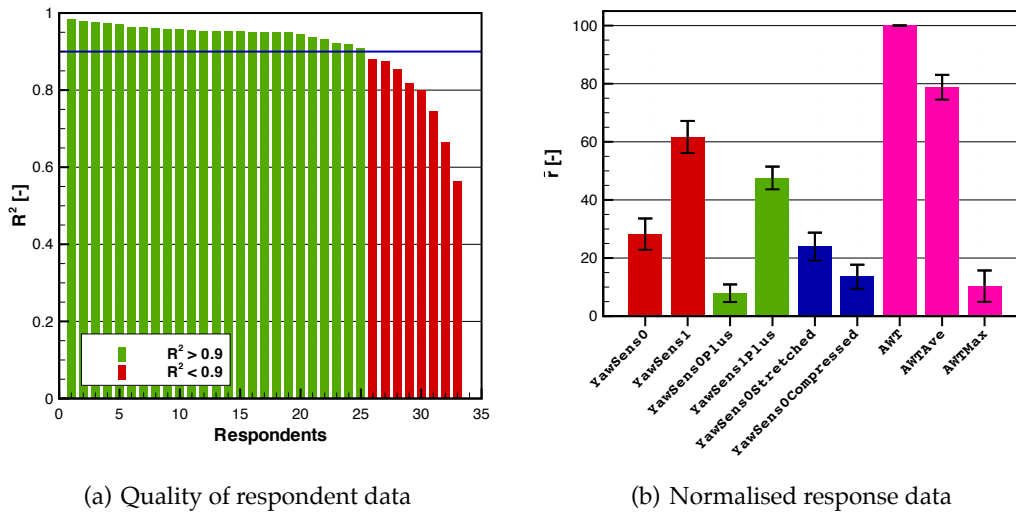 1
0.8
0.6
0.4
0.2
0
R² [-]
R² > 0.9
R² < 0.9
0 5 10 15 20 25 30 35
Respondents
(a) Quality of respondent data
100
80
60
40
20
0
r̄ [-]
YawSens0
YawSens1
YawSens0Plus
YawSens1Plus
YawSens0Stretched
YawSens0Compressed
AWT
AWTAve
AWTMax
(b) Normalised response data